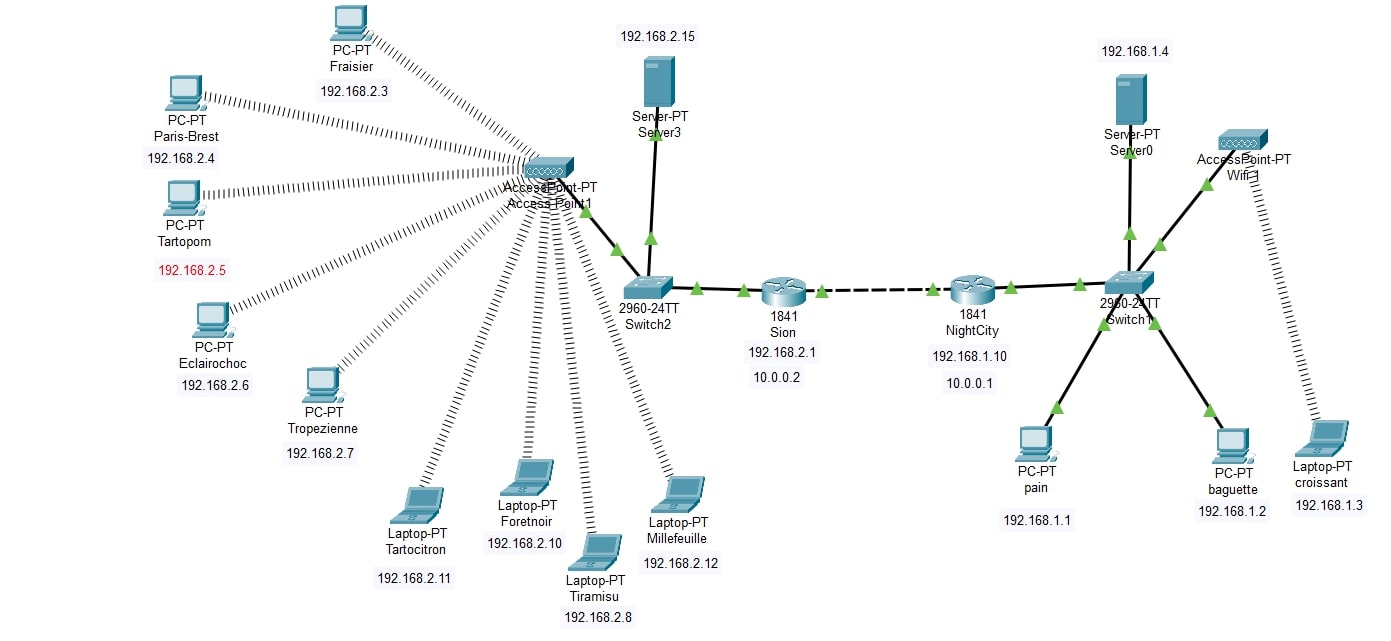 PC-PT
Fraisier
192.168.2.3
PC-PT
Paris-Brest
192.168.2.4
PC-PT
Tartopom
192.168.2.5
PC-PT
Eclairochoc
192.168.2.6
PC-PT
Tropezienne
192.168.2.7
Laptop-PT
Tartocitron
192.168.2.11
Laptop-PT
Foretnoir
192.168.2.10
Laptop-PT
Tiramisu
192.168.2.8
Laptop-PT
Millefeuille
192.168.2.12
AccessPoint-PT
Access Point1
192.168.2.15
Server-PT
Server3
2960-24TT
Switch2
1841
Sion
192.168.2.1
10.0.0.2
1841
NightCity
192.168.1.10
10.0.0.1
192.168.1.4
Server-PT
Server0
AccessPoint-PT
Wifi 1
2960-24TT
Switch1
PC-PT
pain
192.168.1.1
PC-PT
baguette
192.168.1.2
Laptop-PT
croissant
192.168.1.3